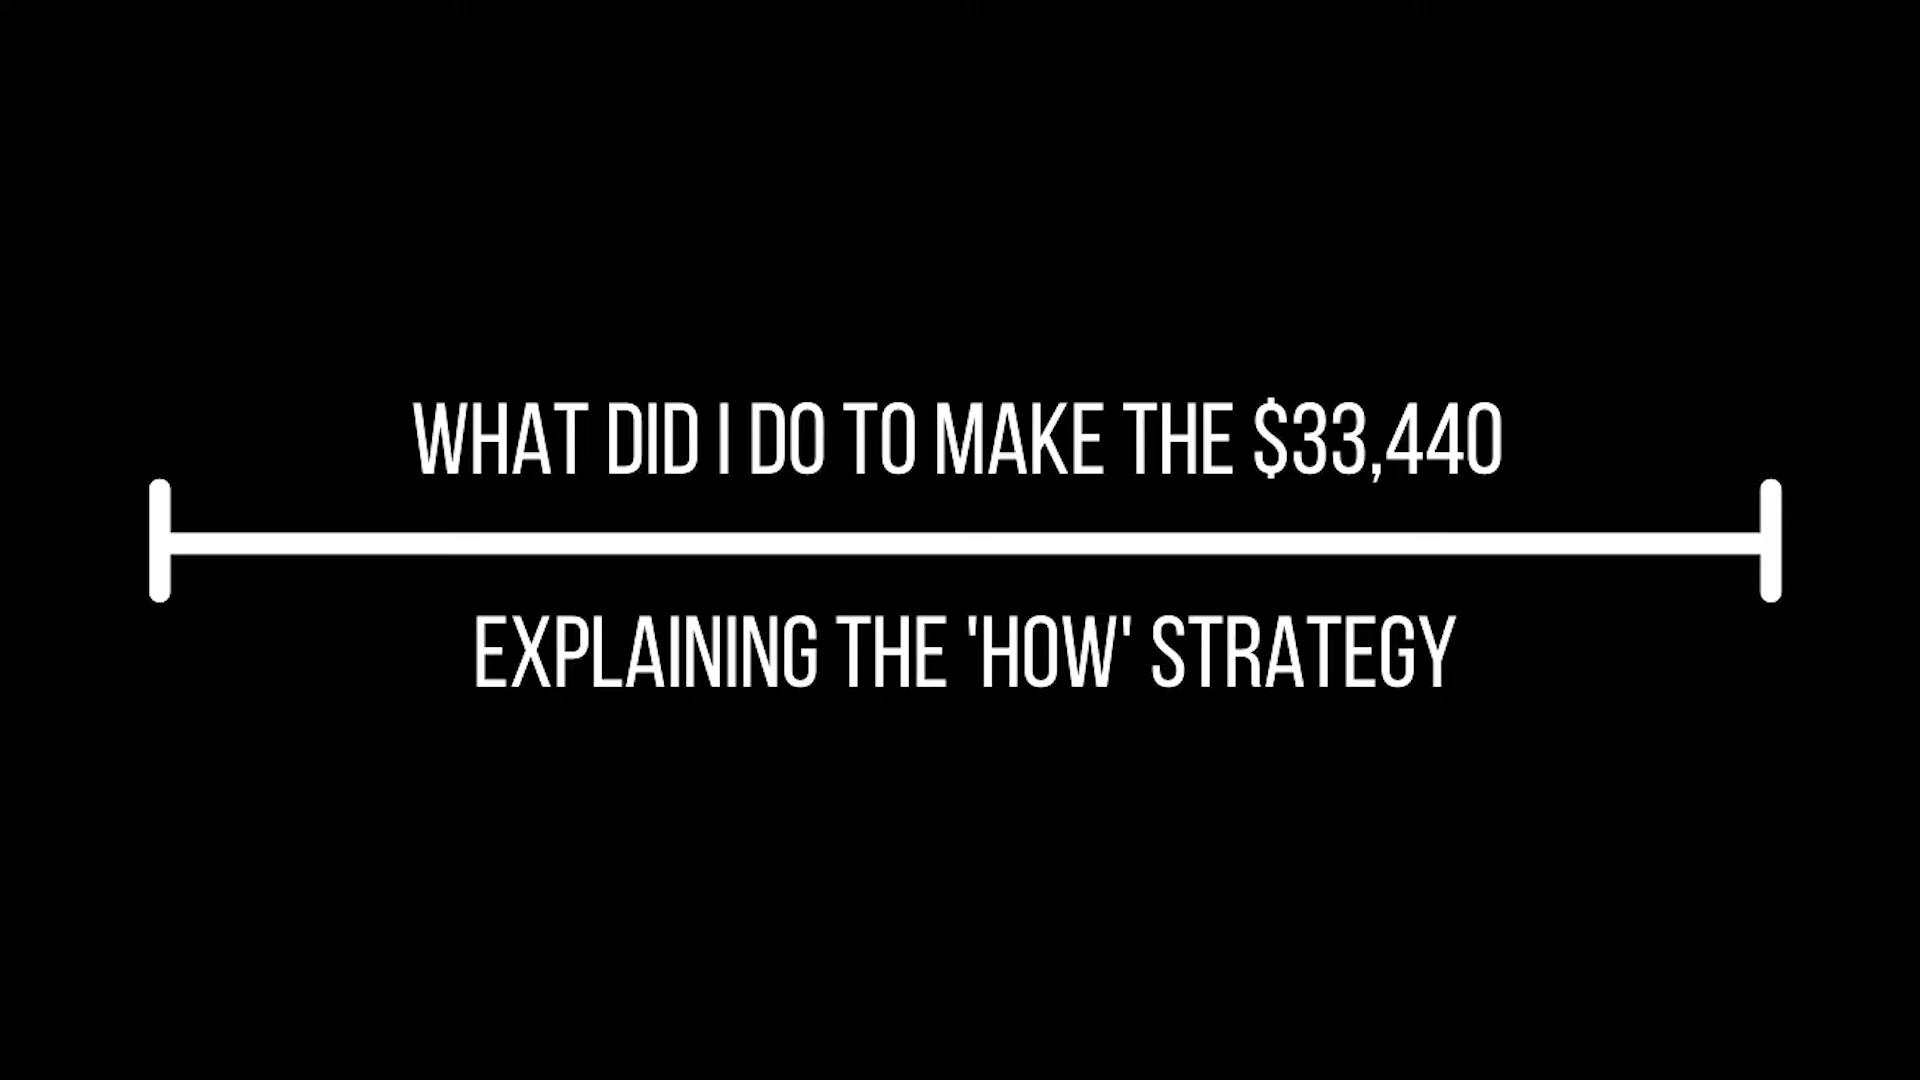 WHAT DID I DO TO MAKE THE $33,440
EXPLAINING THE 'HOW' STRATEGY